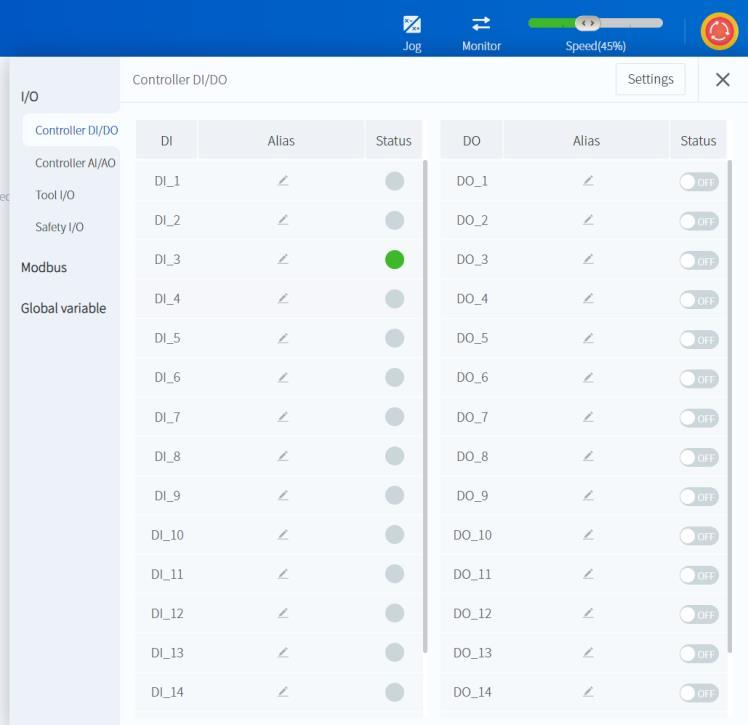 Jog Monitor Speed(45%)
I/O
Controller DI/DO
Controller AI/AO
Tool I/O
Safety I/O
Modbus
Global variable
Controller DI/DO Settings
DI Alias Status DO Alias Status
DI_1 DO_1 OFF
DI_2 DO_2 OFF
DI_3 DO_3 OFF
DI_4 DO_4 OFF
DI_5 DO_5 OFF
DI_6 DO_6 OFF
DI_7 DO_7 OFF
DI_8 DO_8 OFF
DI_9 DO_9 OFF
DI_10 DO_10 OFF
DI_11 DO_11 OFF
DI_12 DO_12 OFF
DI_13 DO_13 OFF
DI_14 DO_14 OFF